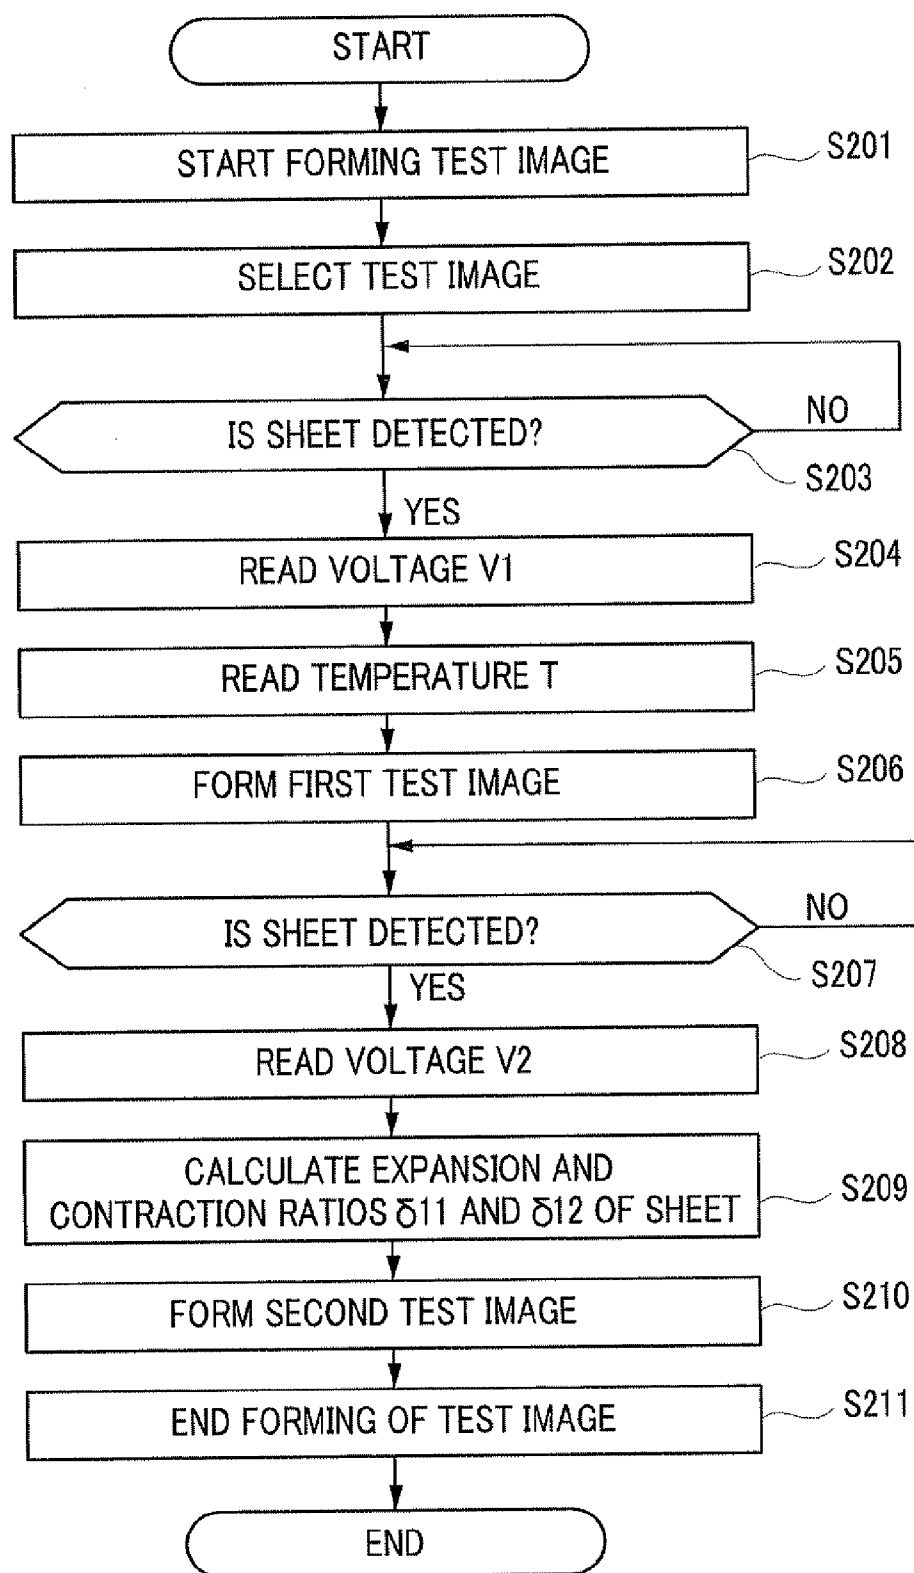 START
START FORMING TEST IMAGE
S201
SELECT TEST IMAGE
S202
IS SHEET DETECTED?
NO
S203
YES
READ VOLTAGE V1
S204
READ TEMPERATURE T
S205
FORM FIRST TEST IMAGE
S206
IS SHEET DETECTED?
NO
S207
YES
READ VOLTAGE V2
S208
CALCULATE EXPANSION AND
CONTRACTION RATIOS δ11 AND δ12 OF SHEET
S209
FORM SECOND TEST IMAGE
S210
END FORMING OF TEST IMAGE
S211
END